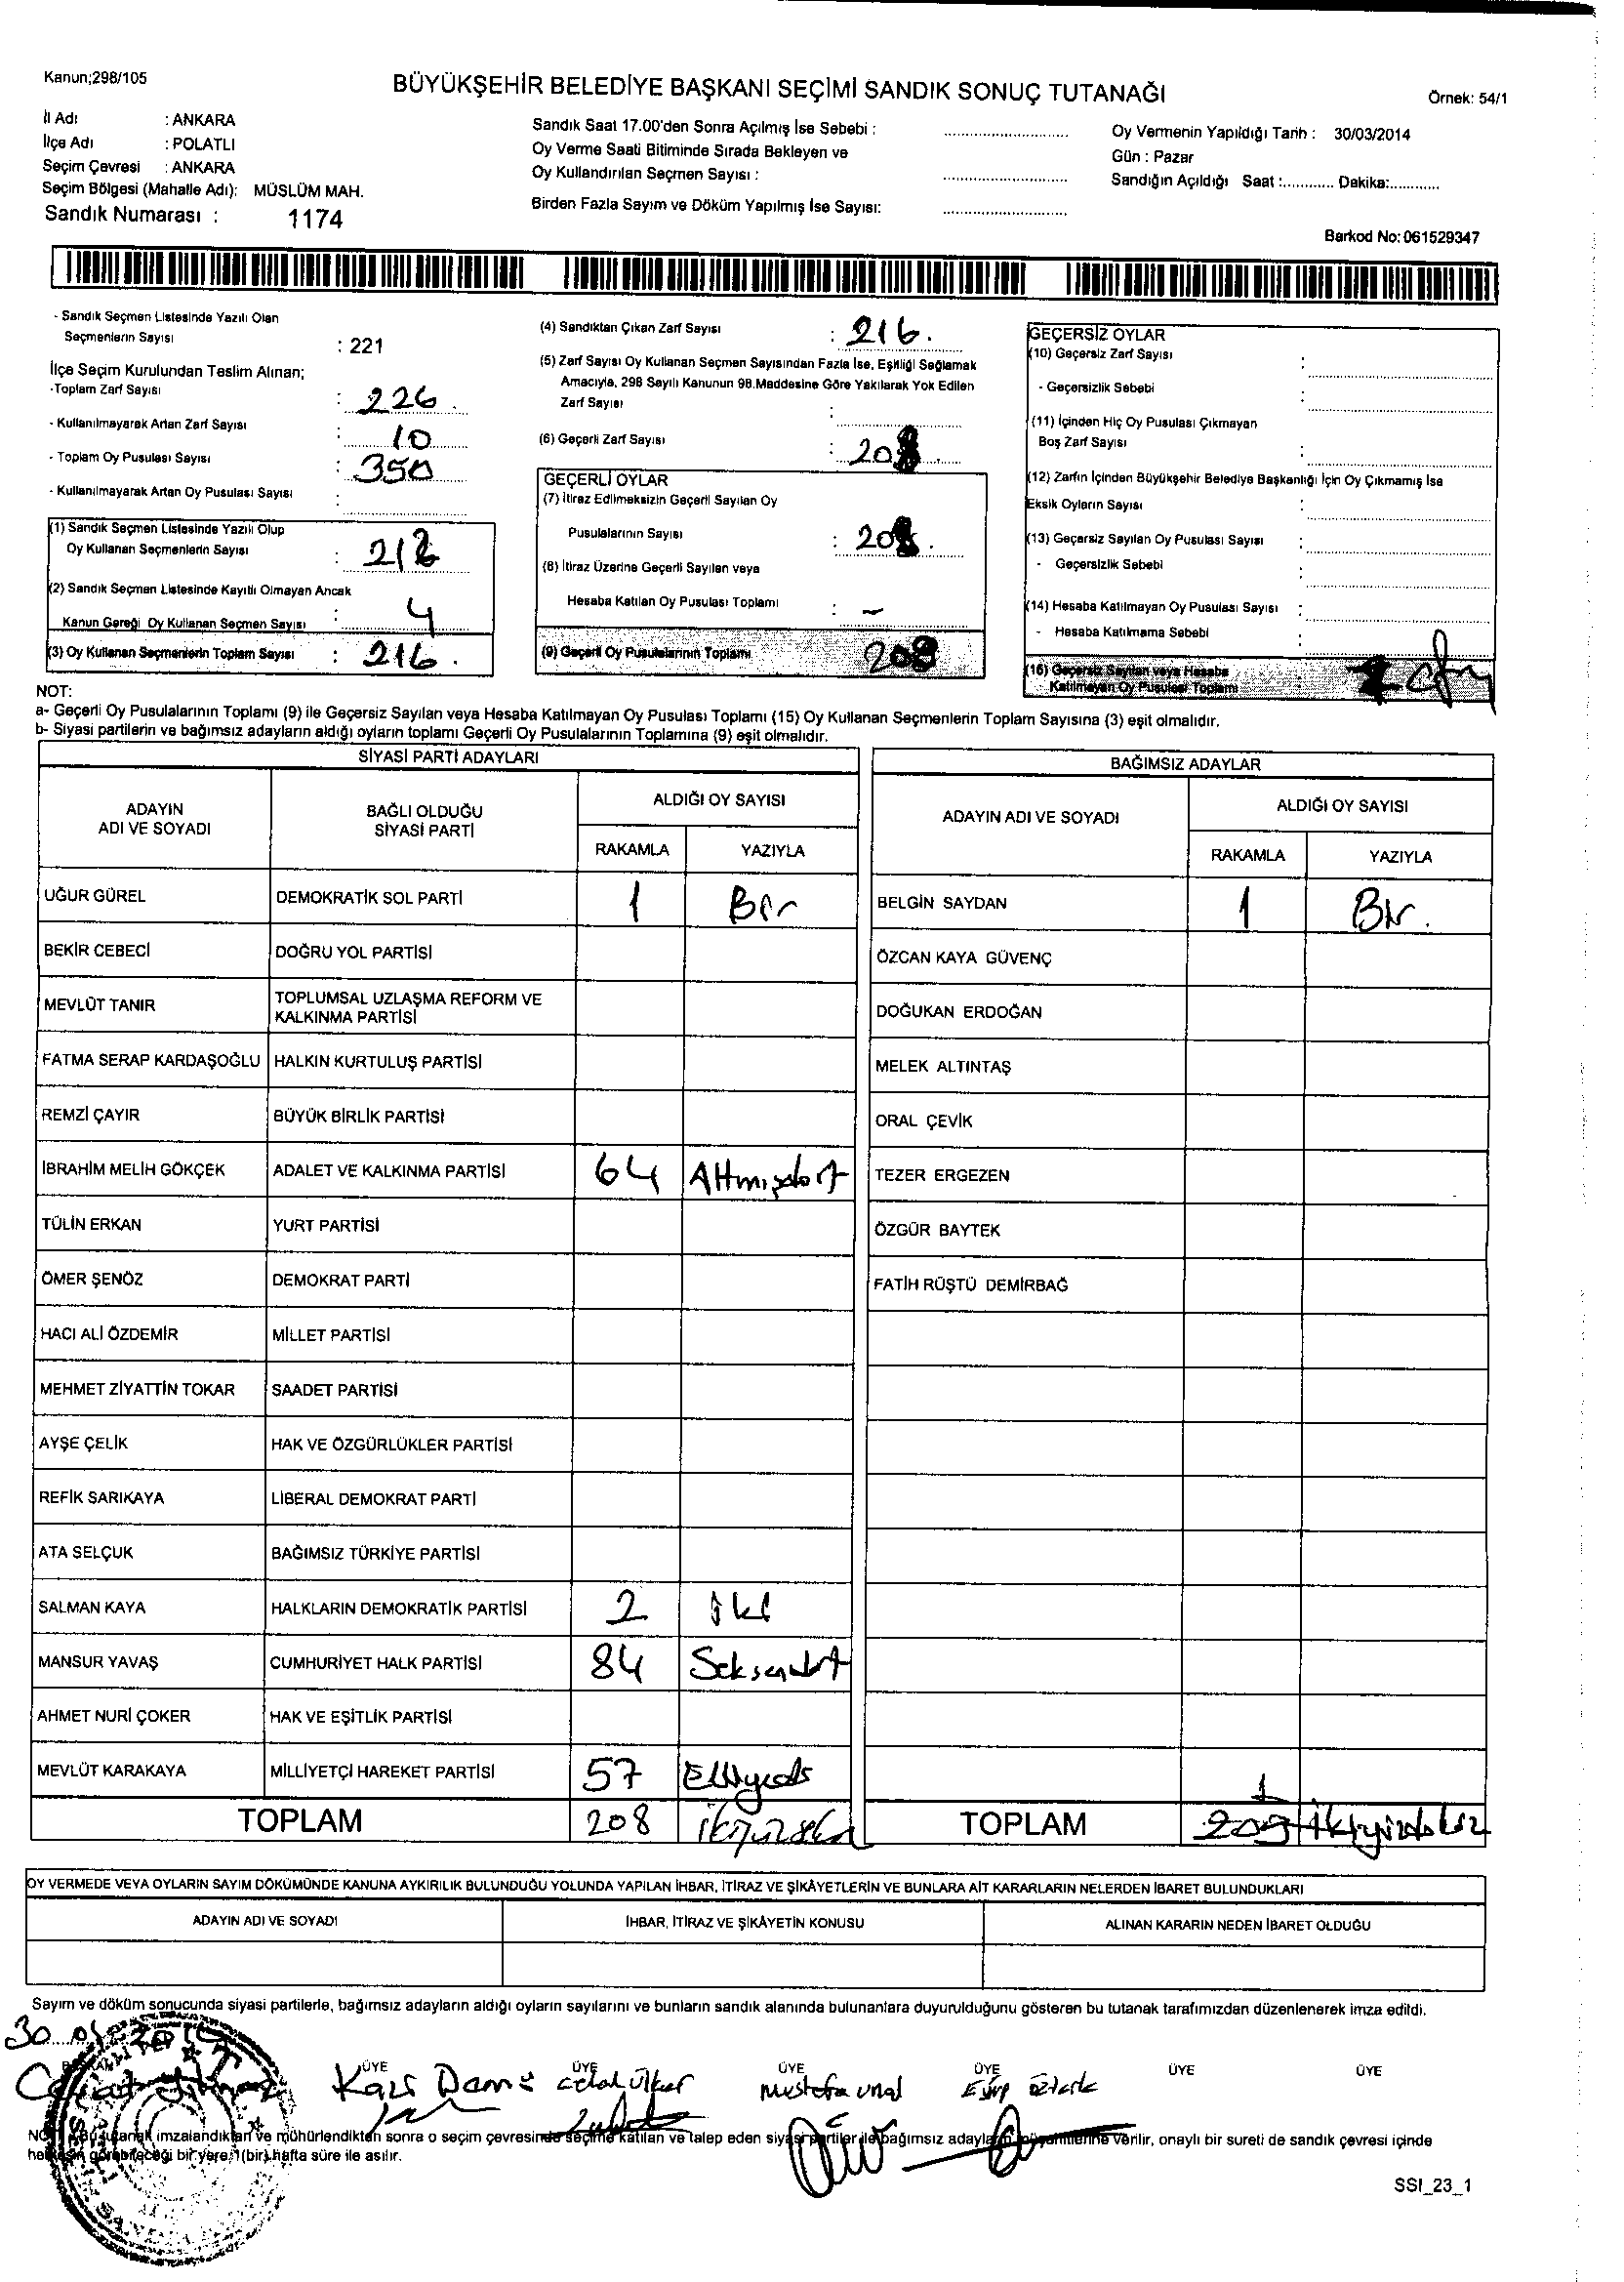 Kanun;298/105
BÜYÜKŞEHİR BELEDİYE BAŞKANI SEÇİMİ SANDIK SONUÇ TUTANAĞI
Örnek: 54/1
İl Adı : ANKARA
İlçe Adı : POLATLI
Seçim Çevresi : ANKARA
Seçim Bölgesi (Mahalle Adı): MÜSLÜM MAH.
Sandık Numarası : 1174
Sandık Saat 17.00'den Sonra Açılmış İse Sebebi :
Oy Verme Saati Bitiminde Sırada Bekleyen ve
Oy Kullandırılan Seçmen Sayısı :
Birden Fazla Sayım ve Döküm Yapılmış İse Sayısı:
Oy Vermenin Yapıldığı Tarih : 30/03/2014
Gün : Pazar
Sandığın Açıldığı Saat :............ Dakika:............
Barkod No: 061529347
- Sandık Seçmen Listesinde Yazılı Olan
Seçmenlerin Sayısı : 221
İlçe Seçim Kurulundan Teslim Alınan;
-Toplam Zarf Sayısı : 226
- Kullanılmayarak Artan Zarf Sayısı : 10
- Toplam Oy Pusulası Sayısı : 350
- Kullanılmayarak Artan Oy Pusulası Sayısı :
(1) Sandık Seçmen Listesinde Yazılı Olup
Oy Kullanan Seçmenlerin Sayısı : 212
(2) Sandık Seçmen Listesinde Kayıtlı Olmayan Ancak
Kanun Gereği Oy Kullanan Seçmen Sayısı : 4
(3) Oy Kullanan Seçmenlerin Toplam Sayısı : 216.
(4) Sandıktan Çıkan Zarf Sayısı : 216.
(5) Zarf Sayısı Oy Kullanan Seçmen Sayısından Fazla İse, Eşitliği Sağlamak
Amacıyla, 298 Sayılı Kanunun 98.Maddesine Göre Yakılarak Yok Edilen
Zarf Sayısı :
(6) Geçerli Zarf Sayısı : 208
GEÇERLİ OYLAR
(7) İtiraz Edilmeksizin Geçerli Sayılan Oy
Pusulalarının Sayısı : 208.
(8) İtiraz Üzerine Geçerli Sayılan veya
Hesaba Katılan Oy Pusulası Toplamı : -
(9) Geçerli Oy Pusulalarının Toplamı 208
GEÇERSİZ OYLAR
(10) Geçersiz Zarf Sayısı :
- Geçersizlik Sebebi :
(11) İçinden Hiç Oy Pusulası Çıkmayan
Boş Zarf Sayısı :
(12) Zarfın İçinden Büyükşehir Belediye Başkanlığı İçin Oy Çıkmamış İse
Eksik Oyların Sayısı :
(13) Geçersiz Sayılan Oy Pusulası Sayısı :
- Geçersizlik Sebebi :
(14) Hesaba Katılmayan Oy Pusulası Sayısı :
- Hesaba Katılmama Sebebi :
(15) Geçersiz Sayılan veya Hesaba
Katılmayan Oy Pusulası Toplamı
NOT:
a- Geçerli Oy Pusulalarının Toplamı (9) ile Geçersiz Sayılan veya Hesaba Katılmayan Oy Pusulası Toplamı (15) Oy Kullanan Seçmenlerin Toplam Sayısına (3) eşit olmalıdır.
b- Siyasi partilerin ve bağımsız adayların aldığı oyların toplamı Geçerli Oy Pusulalarının Toplamına (9) eşit olmalıdır.
SİYASİ PARTİ ADAYLARI
ADAYIN ADI VE SOYADI
BAĞLI OLDUĞU SİYASİ PARTİ
ALDIĞI OY SAYISI
RAKAMLA YAZIYLA
UĞUR GÜREL DEMOKRATİK SOL PARTİ 1 Bir
BEKİR CEBECİ DOĞRU YOL PARTİSİ
MEVLÜT TANIR TOPLUMSAL UZLAŞMA REFORM VE
KALKINMA PARTİSİ
FATMA SERAP KARDAŞOĞLU HALKIN KURTULUŞ PARTİSİ
REMZİ ÇAYIR BÜYÜK BİRLİK PARTİSİ
İBRAHİM MELİH GÖKÇEK ADALET VE KALKINMA PARTİSİ 64 Altmışdört
TÜLİN ERKAN YURT PARTİSİ
ÖMER ŞENÖZ DEMOKRAT PARTİ
HACI ALİ ÖZDEMİR MİLLET PARTİSİ
MEHMET ZİYATTİN TOKAR SAADET PARTİSİ
AYŞE ÇELİK HAK VE ÖZGÜRLÜKLER PARTİSİ
REFİK SARIKAYA LİBERAL DEMOKRAT PARTİ
ATA SELÇUK BAĞIMSIZ TÜRKİYE PARTİSİ
SALMAN KAYA HALKLARIN DEMOKRATİK PARTİSİ 2 iki
MANSUR YAVAŞ CUMHURİYET HALK PARTİSİ 84 Seksendört
AHMET NURİ ÇOKER HAK VE EŞİTLİK PARTİSİ
MEVLÜT KARAKAYA MİLLİYETÇİ HAREKET PARTİSİ 57 Elliyedi
TOPLAM 208 ikiyüzsekiz
BAĞIMSIZ ADAYLAR
ADAYIN ADI VE SOYADI
ALDIĞI OY SAYISI
RAKAMLA YAZIYLA
BELGİN SAYDAN 1 Bir.
ÖZCAN KAYA GÜVENÇ
DOĞUKAN ERDOĞAN
MELEK ALTINTAŞ
ORAL ÇEVİK
TEZER ERGEZEN
ÖZGÜR BAYTEK
FATİH RÜŞTÜ DEMİRBAĞ
1
TOPLAM 209 ikiyüzdokuz
OY VERMEDE VEYA OYLARIN SAYIM DÖKÜMÜNDE KANUNA AYKIRILIK BULUNDUĞU YOLUNDA YAPILAN İHBAR, İTİRAZ VE ŞİKÂYETLERİN VE BUNLARA AİT KARARLARIN NELERDEN İBARET BULUNDUKLARI
ADAYIN ADI VE SOYADI İHBAR, İTİRAZ VE ŞİKÂYETİN KONUSU ALINAN KARARIN NEDEN İBARET OLDUĞU
Sayım ve döküm sonucunda siyasi partilerle, bağımsız adayların aldığı oyların sayılarını ve bunların sandık alanında bulunanlara duyurulduğunu gösteren bu tutanak tarafımızdan düzenlenerek imza edildi.
ÜYE ÜYE ÜYE ÜYE ÜYE ÜYE
Celal Ülker Mustafa Unal
NOT: Bu tutanak imzalandıktan ve mühürlendikten sonra o seçim çevresinde seçime katılan ve talep eden siyasi partiler ile bağımsız adayların müşahitlerine verilir, onaylı bir sureti de sandık çevresi içinde
herkesin görebileceği bir yere 1(bir) hafta süre ile asılır.
SSI_23_1